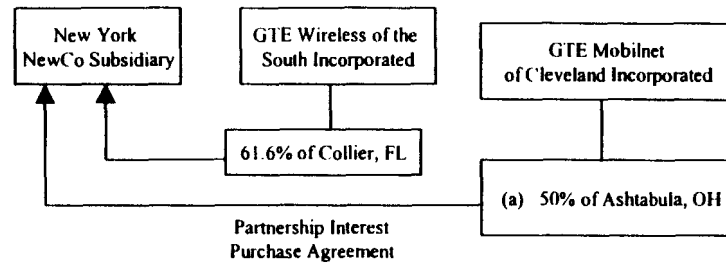 New York
NewCo Subsidiary
GTE Wireless of the
South Incorporated
GTE Mobilnet
of Cleveland Incorporated
61.6% of Collier, FL
(a) 50% of Ashtabula, OH
Partnership Interest
Purchase Agreement